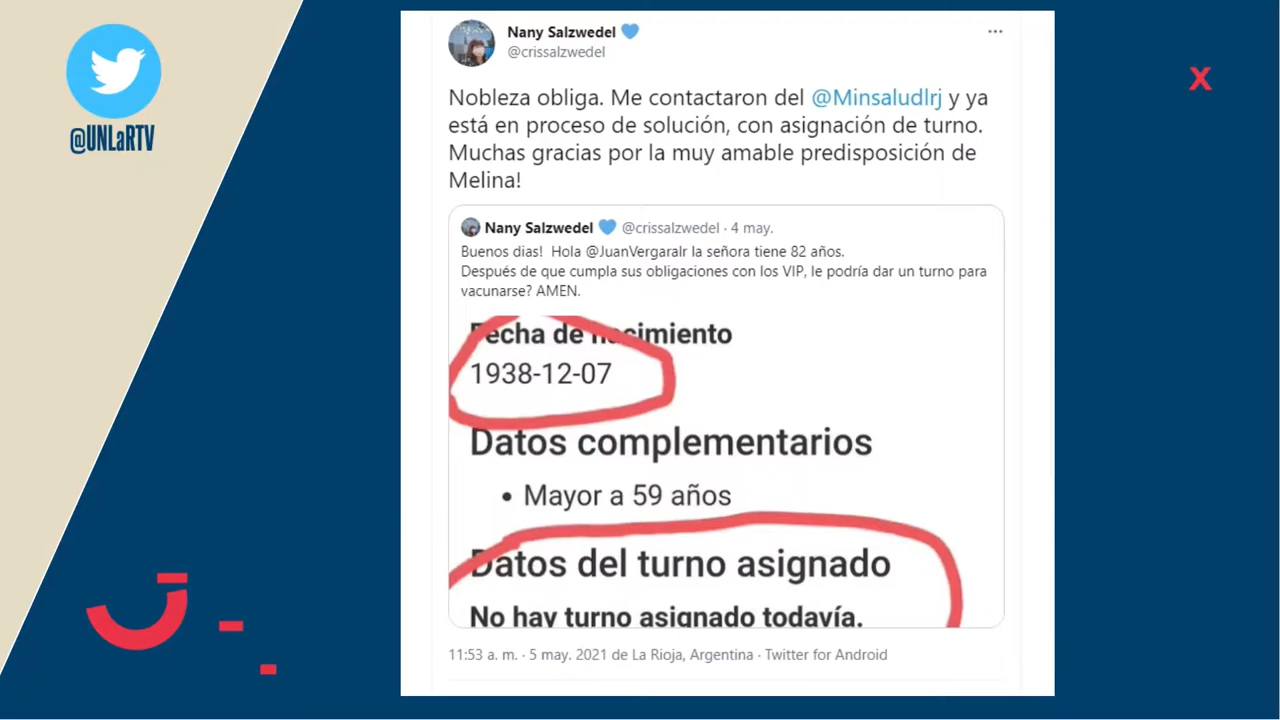 @UNLaRTV
X
Nany Salzwedel
@crissalzwedel
Nobleza obliga. Me contactaron del @Minsaludlrj y ya
está en proceso de solución, con asignación de turno.
Muchas gracias por la muy amable predisposición de
Melina!
Nany Salzwedel @crissalzwedel · 4 may.
Buenos dias! Hola @JuanVergaralr la señora tiene 82 años.
Después de que cumpla sus obligaciones con los VIP, le podría dar un turno para
vacunarse? AMEN.
Fecha de nacimiento
1938-12-07
Datos complementarios
• Mayor a 59 años
Datos del turno asignado
No hay turno asignado todavía.
11:53 a. m. · 5 may. 2021 de La Rioja, Argentina · Twitter for Android